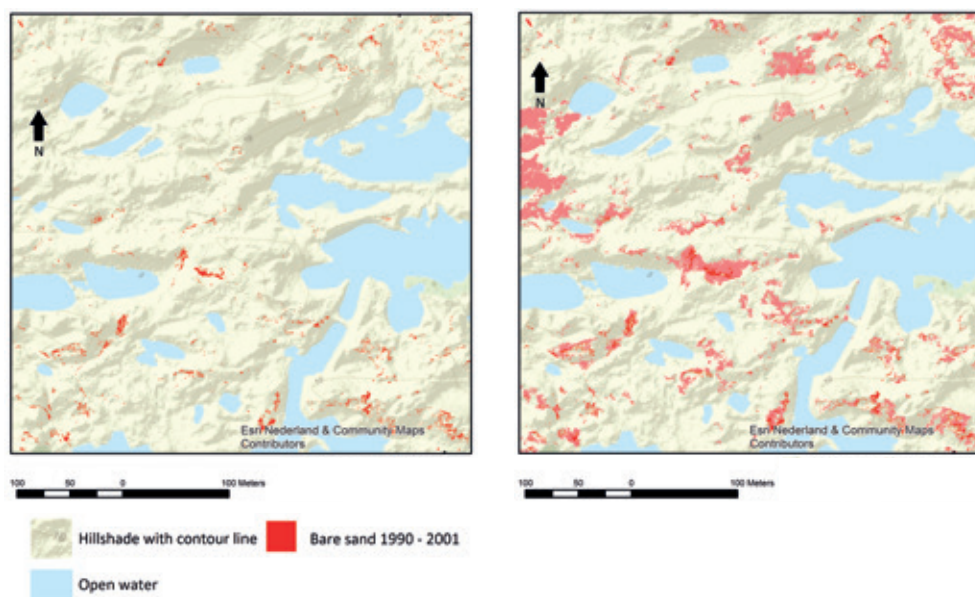 N
N
Esri Nederland & Community Maps
Contributors
Esri Nederland & Community Maps
Contributors
100 50 0 100 Meters
100 50 0 100 Meters
Hillshade with contour line
Bare sand 1990 - 2001
Open water